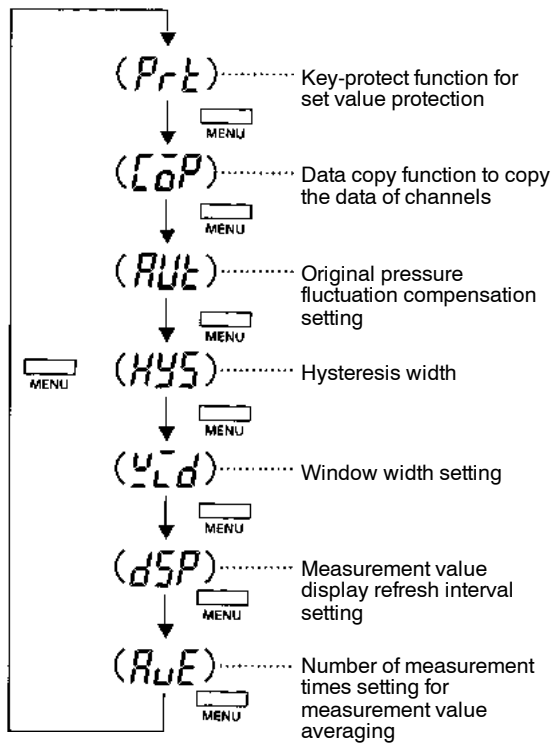 (Prt) Key-protect function for
set value protection
MENU
(CoP) Data copy function to copy
the data of channels
MENU
(AUt) Original pressure
fluctuation compensation
setting
MENU
MENU
(HYS) Hysteresis width
MENU
(Wid) Window width setting
MENU
(dSP) Measurement value
display refresh interval
setting
MENU
(AvE) Number of measurement
times setting for
measurement value
averaging
MENU